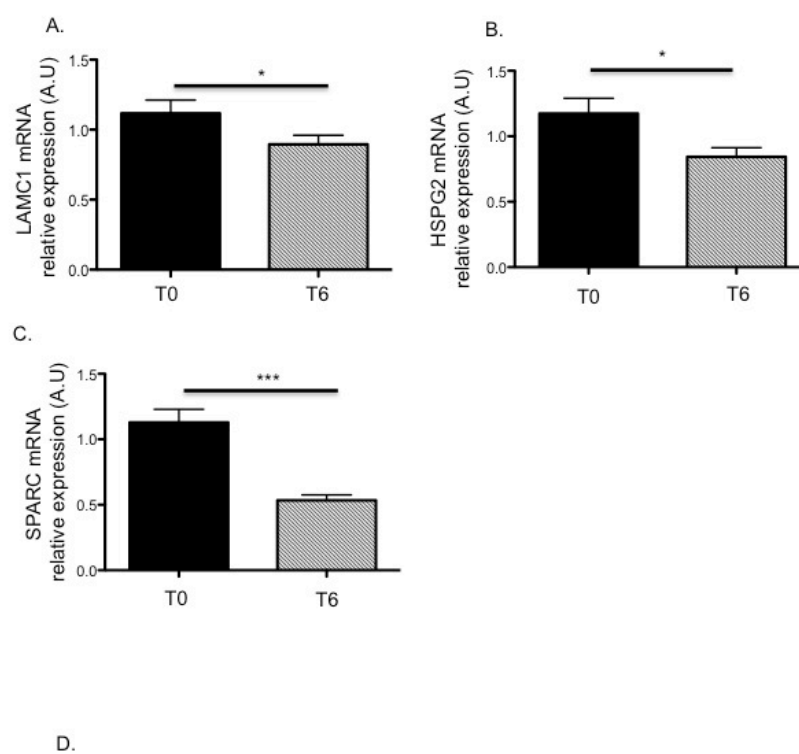 A.
LAMC1 mRNA
relative expression (A.U)
1.5
1.0
0.5
0.0
*
T0
T6
B.
HSPG2 mRNA
relative expression (A.U)
1.5
1.0
0.5
0.0
*
T0
T6
C.
SPARC mRNA
relative expression (A.U)
1.5
1.0
0.5
0.0
***
T0
T6
D.